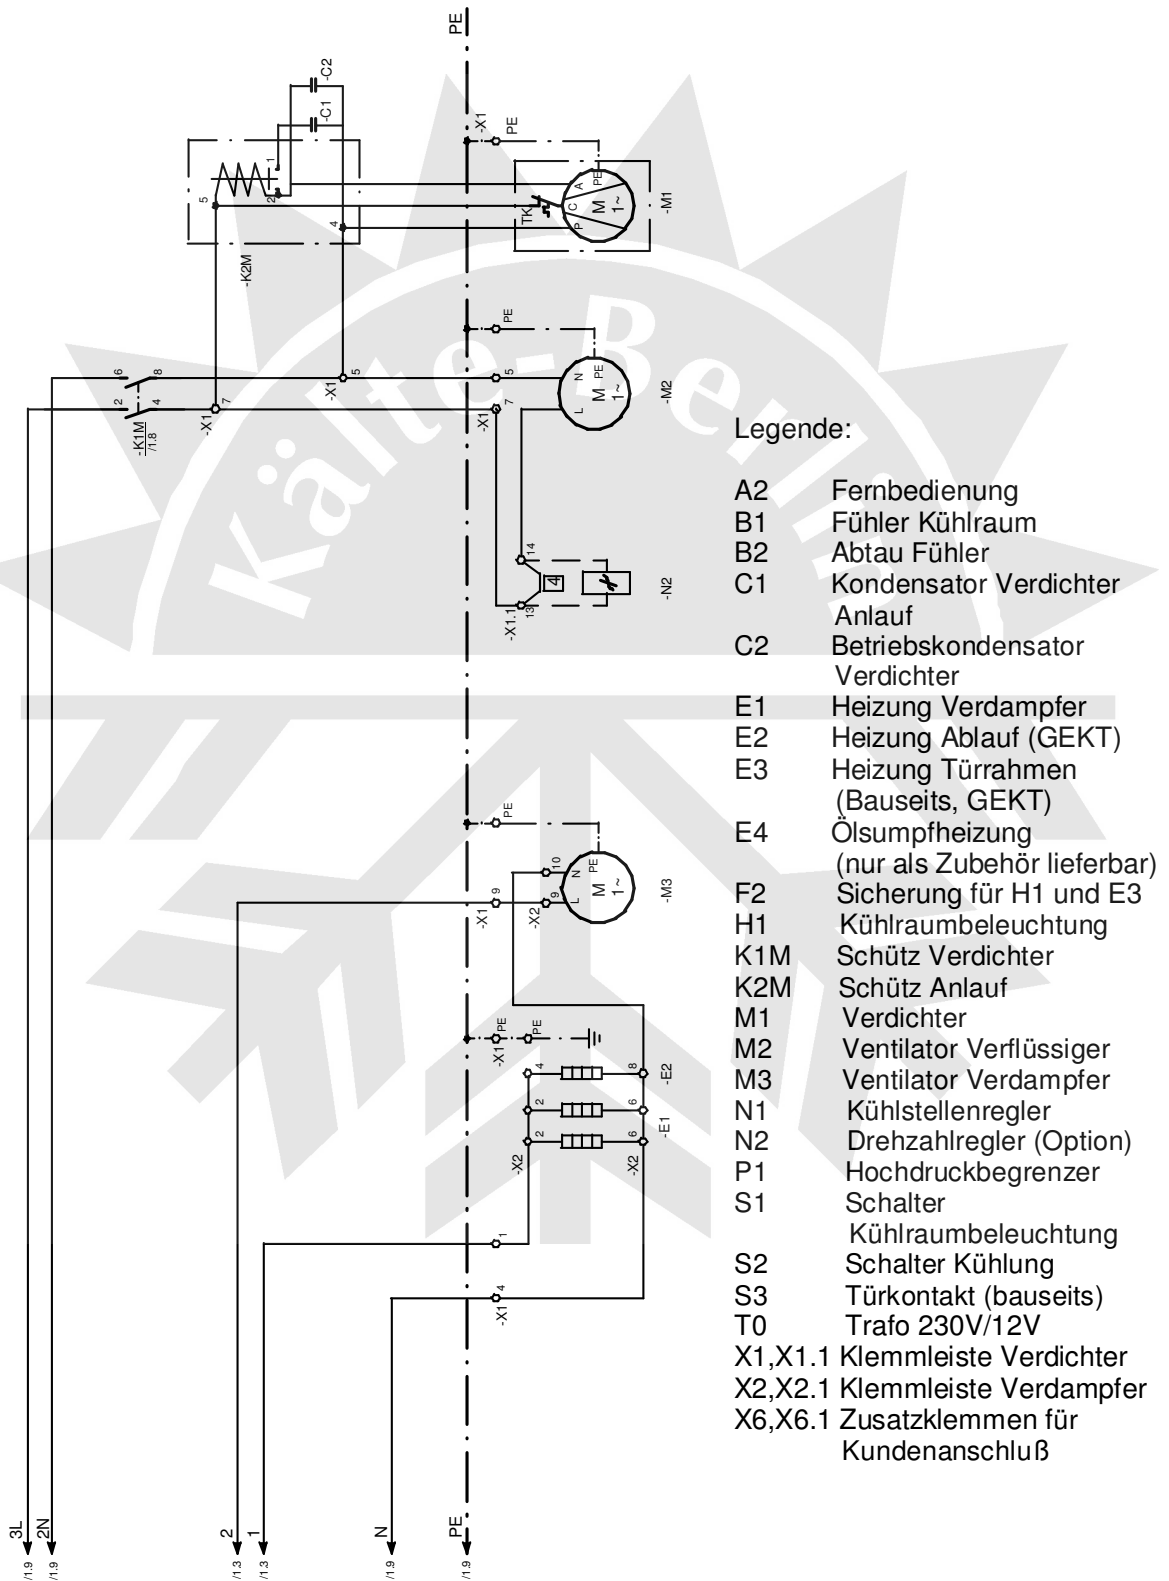 PE
-C2
-C1
-X1
PE
1
2
5
4
-K2M
TK
A
C
P
PE
M
1~
-M1
PE
6
8
2
4
-K1M
/1.8
-X1
7
-X1
5
5
-X1
7
N
L
PE
M
1~
-M2
14
13
-X1.1
4
-N2
PE
10
9
-X1
9
-X2
N
L
PE
M
1~
-M3
-X1
PE
PE
4
8
-E2
2
6
2
6
-E1
-X2
-X2
1
4
-X1
3L
/1.9
2N
/1.9
2
/1.3
1
/1.3
N
/1.9
PE
/1.9
Kälte-Berlin
Legende:
A2 Fernbedienung
B1 Fühler Kühlraum
B2 Abtau Fühler
C1 Kondensator Verdichter
Anlauf
C2 Betriebskondensator
Verdichter
E1 Heizung Verdampfer
E2 Heizung Ablauf (GEKT)
E3 Heizung Türrahmen
(Bauseits, GEKT)
E4 Ölsumpfheizung
(nur als Zubehör lieferbar)
F2 Sicherung für H1 und E3
H1 Kühlraumbeleuchtung
K1M Schütz Verdichter
K2M Schütz Anlauf
M1 Verdichter
M2 Ventilator Verflüssiger
M3 Ventilator Verdampfer
N1 Kühlstellenregler
N2 Drehzahlregler (Option)
P1 Hochdruckbegrenzer
S1 Schalter
Kühlraumbeleuchtung
S2 Schalter Kühlung
S3 Türkontakt (bauseits)
T0 Trafo 230V/12V
X1,X1.1 Klemmleiste Verdichter
X2,X2.1 Klemmleiste Verdampfer
X6,X6.1 Zusatzklemmen für
Kundenanschluß